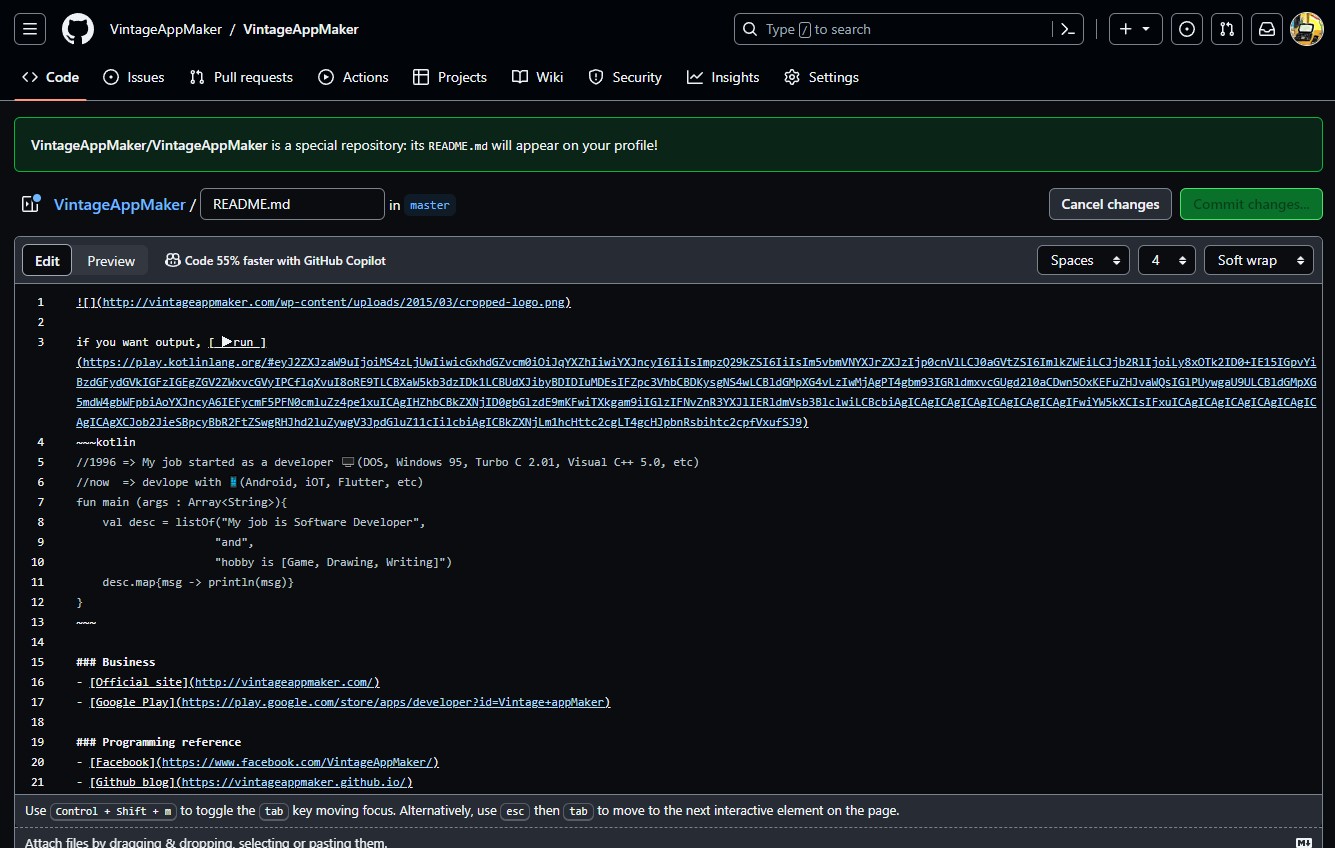 VintageAppMaker / VintageAppMaker
Type / to search
Code
Issues
Pull requests
Actions
Projects
Wiki
Security
Insights
Settings
VintageAppMaker/VintageAppMaker is a special repository: its README.md will appear on your profile!
VintageAppMaker / README.md in master
Cancel changes
Commit changes...
Edit
Preview
Code 55% faster with GitHub Copilot
Spaces
4
Soft wrap
1 ![](http://vintageappmaker.com/wp-content/uploads/2015/03/cropped-logo.png)
2
3 if you want output, [ ▶run ]
4 ~~~kotlin
5 //1996 => My job started as a developer 🖥(DOS, Windows 95, Turbo C 2.01, Visual C++ 5.0, etc)
6 //now  => devlope with 📱(Android, iOT, Flutter, etc)
7 fun main (args : Array<String>){
8     val desc = listOf("My job is Software Developer",
9                      "and",
10                      "hobby is [Game, Drawing, Writing]")
11     desc.map{msg -> println(msg)}
12 }
13 ~~~
14
15 ### Business
16 - [Official site](http://vintageappmaker.com/)
17 - [Google Play](https://play.google.com/store/apps/developer?id=Vintage+appMaker)
18
19 ### Programming reference
20 - [Facebook](https://www.facebook.com/VintageAppMaker/)
21 - [Github blog](https://vintageappmaker.github.io/)
Use Control + Shift + m to toggle the tab key moving focus. Alternatively, use esc then tab to move to the next interactive element on the page.
Attach files by dragging & dropping, selecting or pasting them.